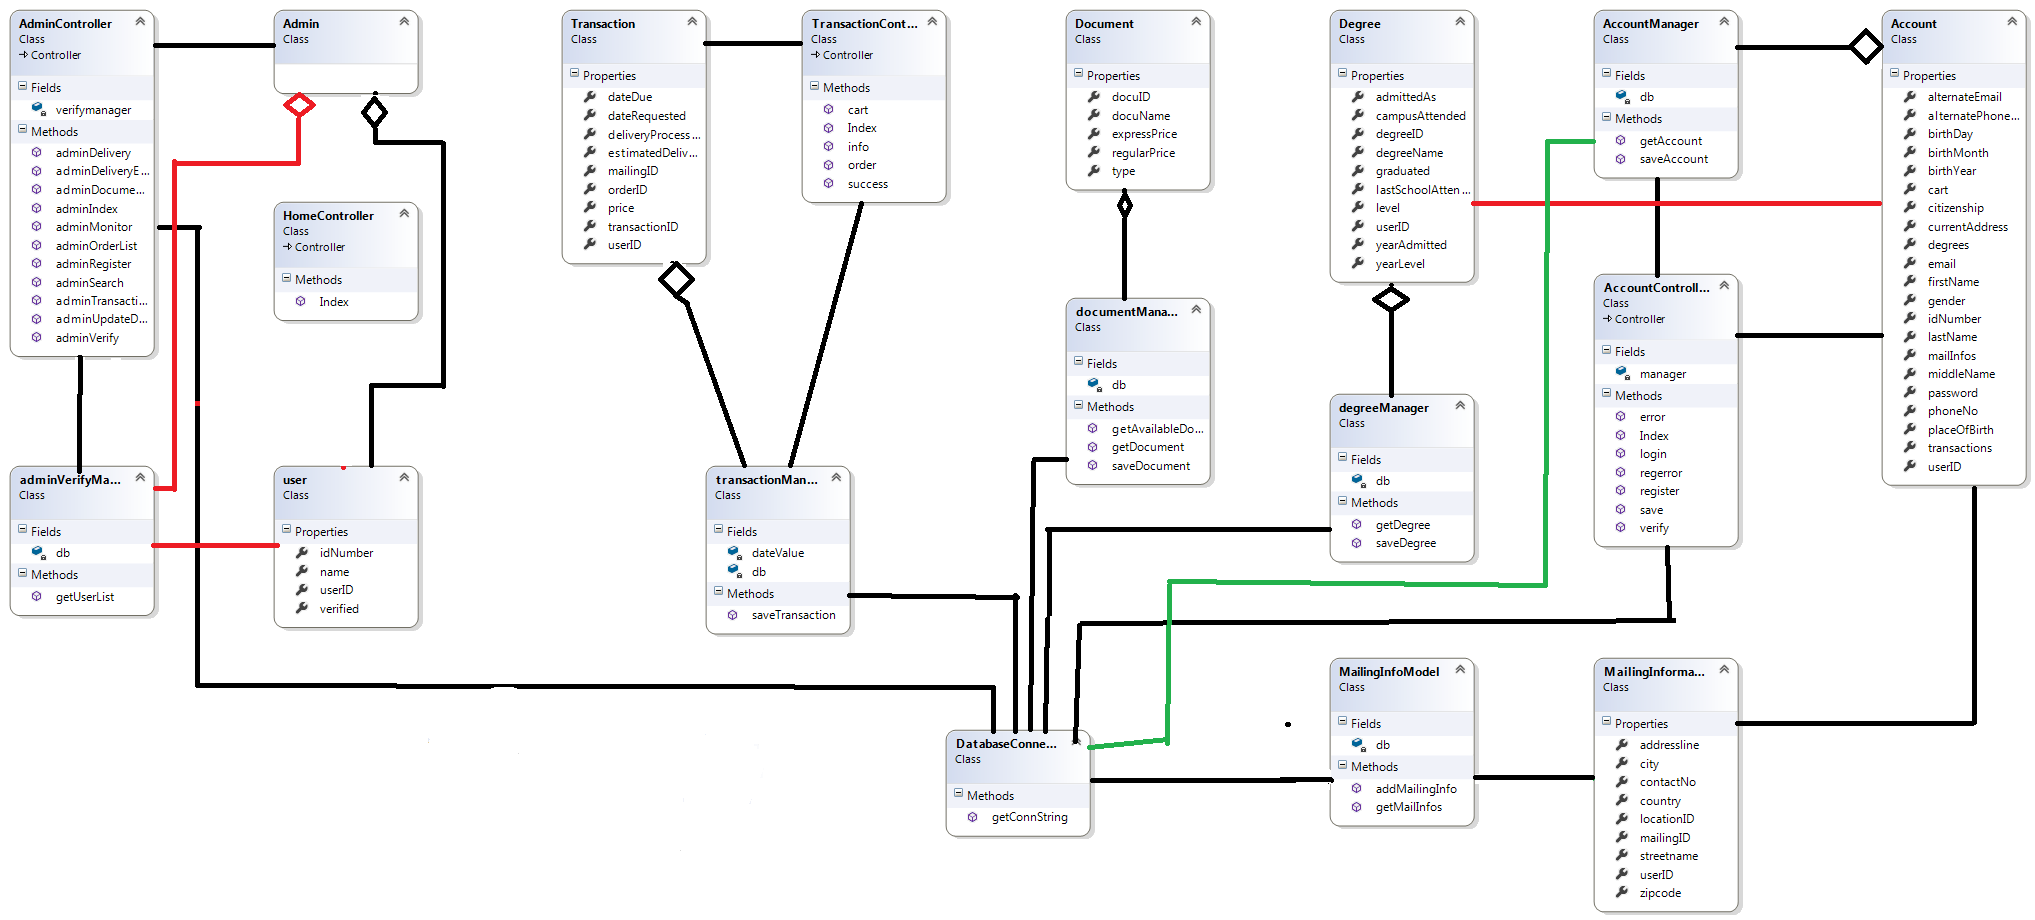 AdminController
Class
Controller
Fields
verifymanager
Methods
adminDelivery
adminDeliveryE...
adminDocume...
adminIndex
adminMonitor
adminOrderList
adminRegister
adminSearch
adminTransacti...
adminUpdateD...
adminVerify
Admin
Class
HomeController
Class
Controller
Methods
Index
adminVerifyMa...
Class
Fields
db
Methods
getUserList
user
Class
Properties
idNumber
name
userID
verified
Transaction
Class
Properties
dateDue
dateRequested
deliveryProcess...
estimatedDeliv...
mailingID
orderID
price
transactionID
userID
TransactionCont...
Class
Controller
Methods
cart
Index
info
order
success
transactionMan...
Class
Fields
dateValue
db
Methods
saveTransaction
Document
Class
Properties
docuID
docuName
expressPrice
regularPrice
type
documentMana...
Class
Fields
db
Methods
getAvailableDo...
getDocument
saveDocument
Degree
Class
Properties
admittedAs
campusAttended
degreeID
degreeName
graduated
lastSchoolAtten...
level
userID
yearAdmitted
yearLevel
degreeManager
Class
Fields
db
Methods
getDegree
saveDegree
AccountManager
Class
Fields
db
Methods
getAccount
saveAccount
AccountControll...
Class
Controller
Fields
manager
Methods
error
Index
login
regerror
register
save
verify
Account
Class
Properties
alternateEmail
alternatePhone...
birthDay
birthMonth
birthYear
cart
citizenship
currentAddress
degrees
email
firstName
gender
idNumber
lastName
mailInfos
middleName
password
phoneNo
placeOfBirth
transactions
userID
DatabaseConne...
Class
Methods
getConnString
MailingInfoModel
Class
Fields
db
Methods
addMailingInfo
getMailInfos
MailingInforma...
Class
Properties
addressline
city
contactNo
country
locationID
mailingID
streetname
userID
zipcode